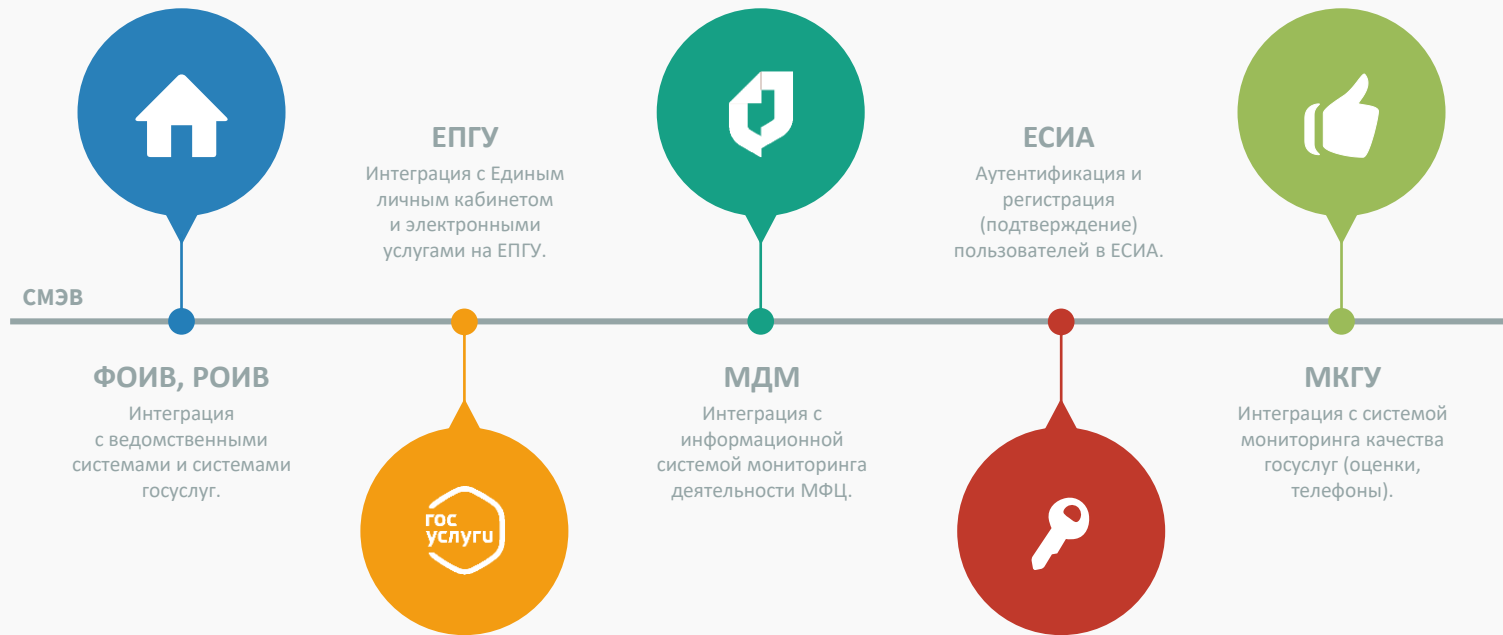 СМЭВ
ФОИВ, РОИВ
Интеграция
с ведомственными
системами и системами
госуслуг.
ЕПГУ
Интеграция с Единым
личным кабинетом
и электронными
услугами на ЕПГУ.
гос
услуги
МДМ
Интеграция с
информационной
системой мониторинга
деятельности МФЦ.
ЕСИА
Аутентификация и
регистрация
(подтверждение)
пользователей в ЕСИА.
МКГУ
Интеграция с системой
мониторинга качества
госуслуг (оценки,
телефоны).